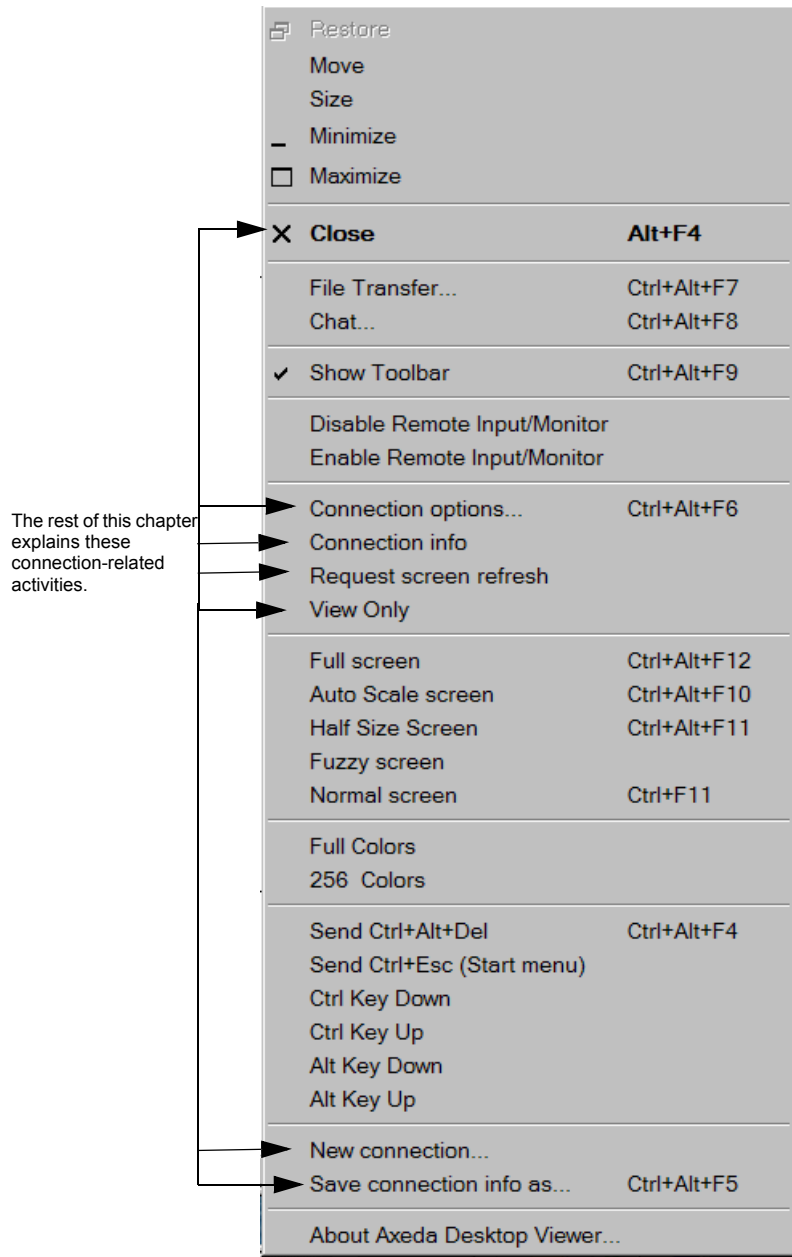 Restore
Move
Size
Minimize
Maximize
Close Alt+F4
File Transfer... Ctrl+Alt+F7
Chat... Ctrl+Alt+F8
Show Toolbar Ctrl+Alt+F9
Disable Remote Input/Monitor
Enable Remote Input/Monitor
The rest of this chapter
explains these
connection-related
activities.
Connection options... Ctrl+Alt+F6
Connection info
Request screen refresh
View Only
Full screen Ctrl+Alt+F12
Auto Scale screen Ctrl+Alt+F10
Half Size Screen Ctrl+Alt+F11
Fuzzy screen
Normal screen Ctrl+F11
Full Colors
256 Colors
Send Ctrl+Alt+Del Ctrl+Alt+F4
Send Ctrl+Esc (Start menu)
Ctrl Key Down
Ctrl Key Up
Alt Key Down
Alt Key Up
New connection...
Save connection info as... Ctrl+Alt+F5
About Axeda Desktop Viewer...